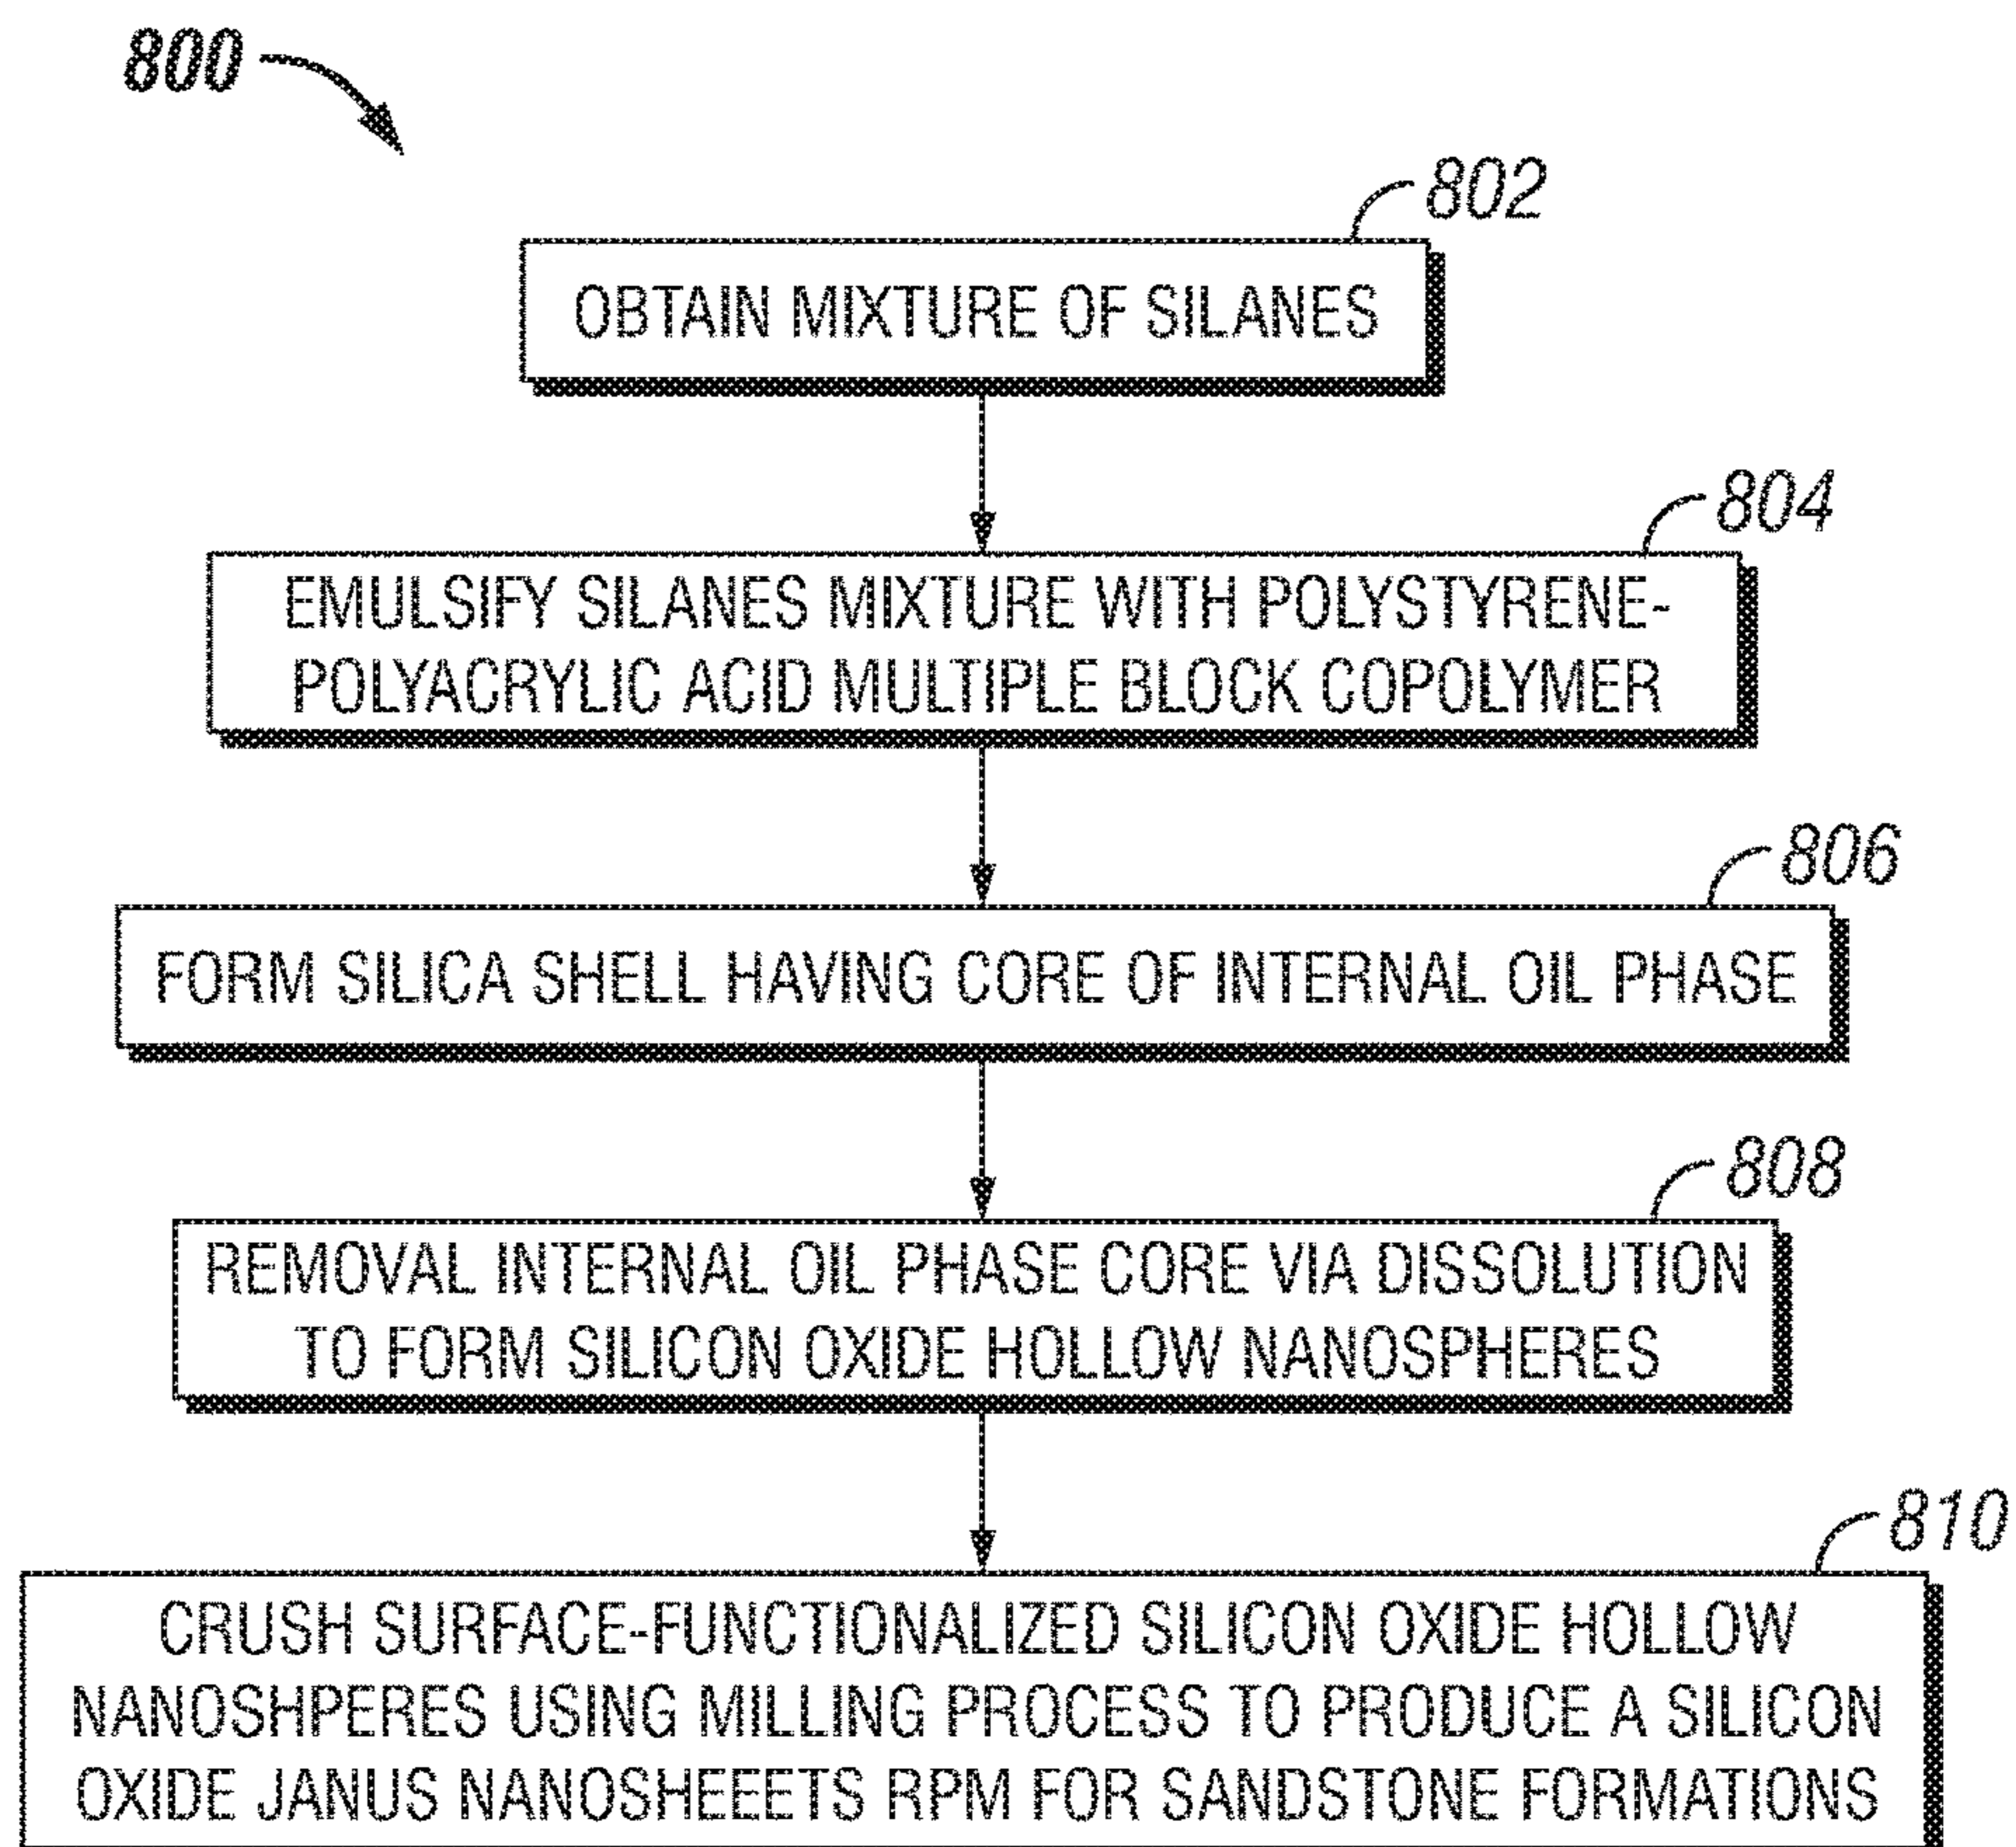 800
802
OBTAIN MIXTURE OF SILANES
804
EMULSIFY SILANES MIXTURE WITH POLYSTYRENE-
POLYACRYLIC ACID MULTIPLE BLOCK COPOLYMER
806
FORM SILICA SHELL HAVING CORE OF INTERNAL OIL PHASE
808
REMOVAL INTERNAL OIL PHASE CORE VIA DISSOLUTION
TO FORM SILICON OXIDE HOLLOW NANOSPHERES
810
CRUSH SURFACE-FUNCTIONALIZED SILICON OXIDE HOLLOW
NANOSHPERES USING MILLING PROCESS TO PRODUCE A SILICON
OXIDE JANUS NANOSHEEETS RPM FOR SANDSTONE FORMATIONS